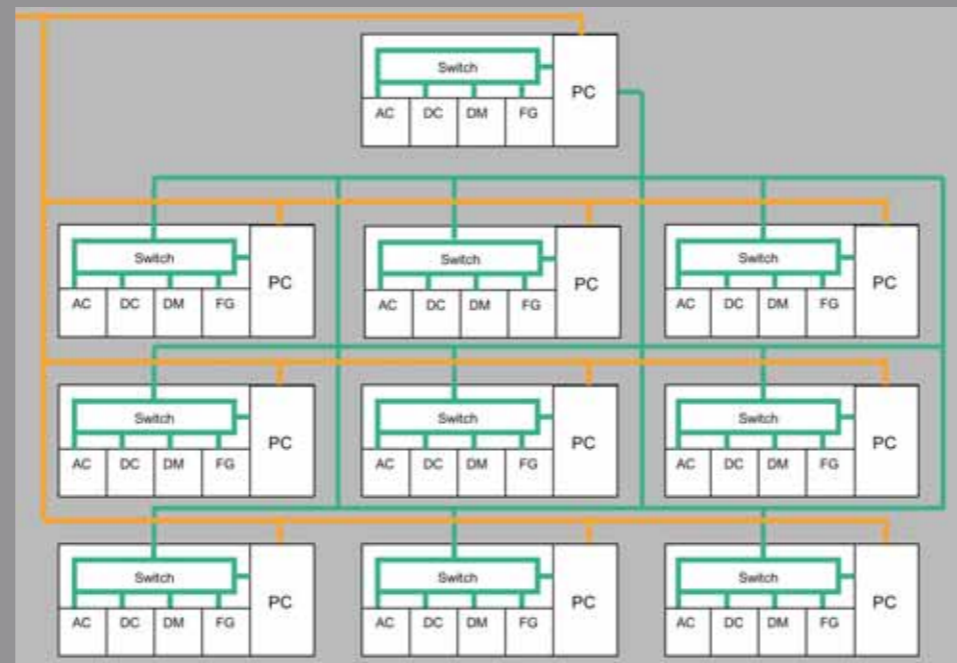 Switch
PC
AC DC DM FG
Switch Switch Switch
PC PC PC
AC DC DM FG AC DC DM FG AC DC DM FG
Switch Switch Switch
PC PC PC
AC DC DM FG AC DC DM FG AC DC DM FG
Switch Switch Switch
PC PC PC
AC DC DM FG AC DC DM FG AC DC DM FG